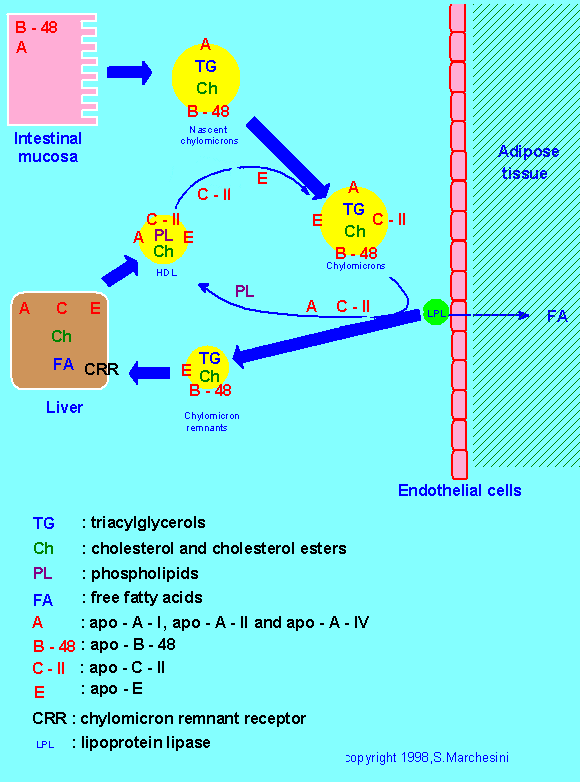 B - 48
A
Intestinal
mucosa
A
TG
Ch
B - 48
Nascent
chylomicrons
Adipose
tissue
E
C - II
A
E
TG
C - II
Ch
B - 48
Chylomicrons
C - II
A
PL
E
Ch
HDL
PL
A
C - II
LPL
FA
A
C
E
Ch
FA
CRR
Liver
TG
E
Ch
B - 48
Chylomicron
remnants
Endothelial cells
TG : triacylglycerols
Ch : cholesterol and cholesterol esters
PL : phospholipids
FA : free fatty acids
A : apo - A - I, apo - A - II and apo - A - IV
B - 48 : apo - B - 48
C - II : apo - C - II
E : apo - E
CRR : chylomicron remnant receptor
LPL : lipoprotein lipase
copyright 1998,S.Marchesini